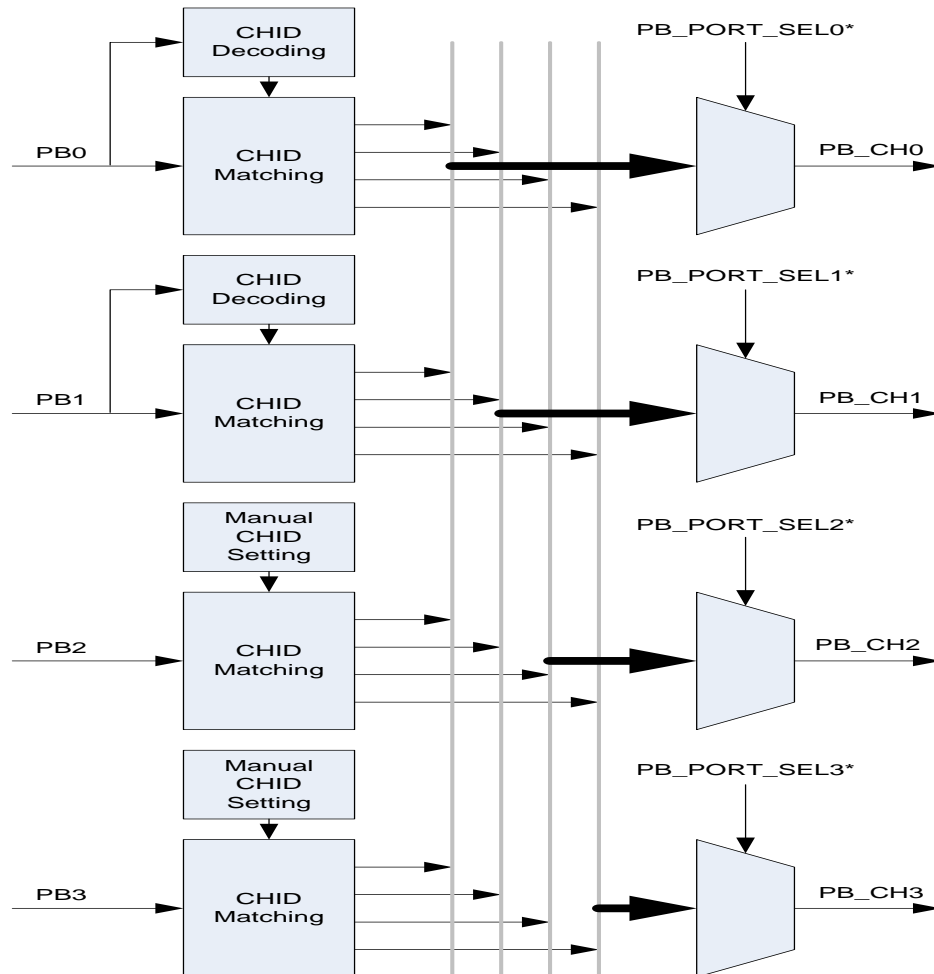 CHID
Decoding
PB_PORT_SEL0*
PB0
CHID
Matching
PB_CH0
CHID
Decoding
PB_PORT_SEL1*
PB1
CHID
Matching
PB_CH1
Manual
CHID
Setting
PB_PORT_SEL2*
PB2
CHID
Matching
PB_CH2
Manual
CHID
Setting
PB_PORT_SEL3*
PB3
CHID
Matching
PB_CH3